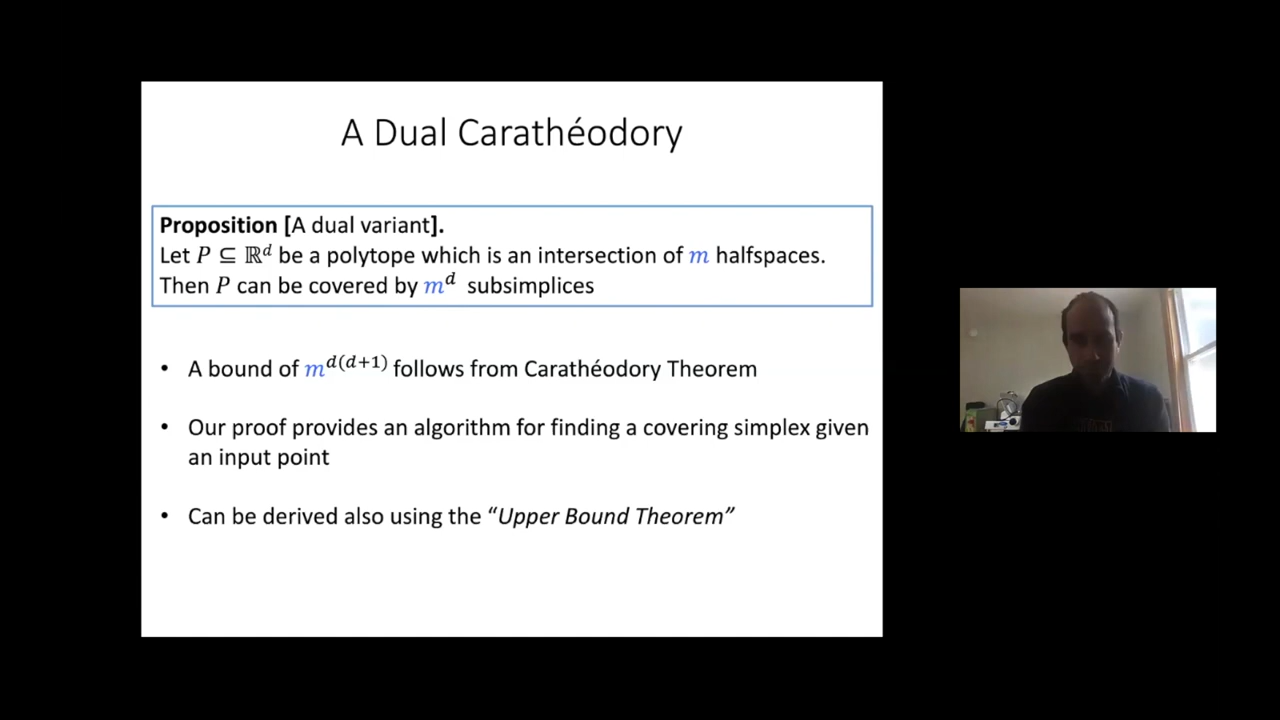 A Dual Carathéodory
Proposition [A dual variant].
Let P ⊆ ℝᵈ be a polytope which is an intersection of m halfspaces.
Then P can be covered by mᵈ subsimplices
• A bound of m^{d(d+1)} follows from Carathéodory Theorem
• Our proof provides an algorithm for finding a covering simplex given
an input point
• Can be derived also using the “Upper Bound Theorem”